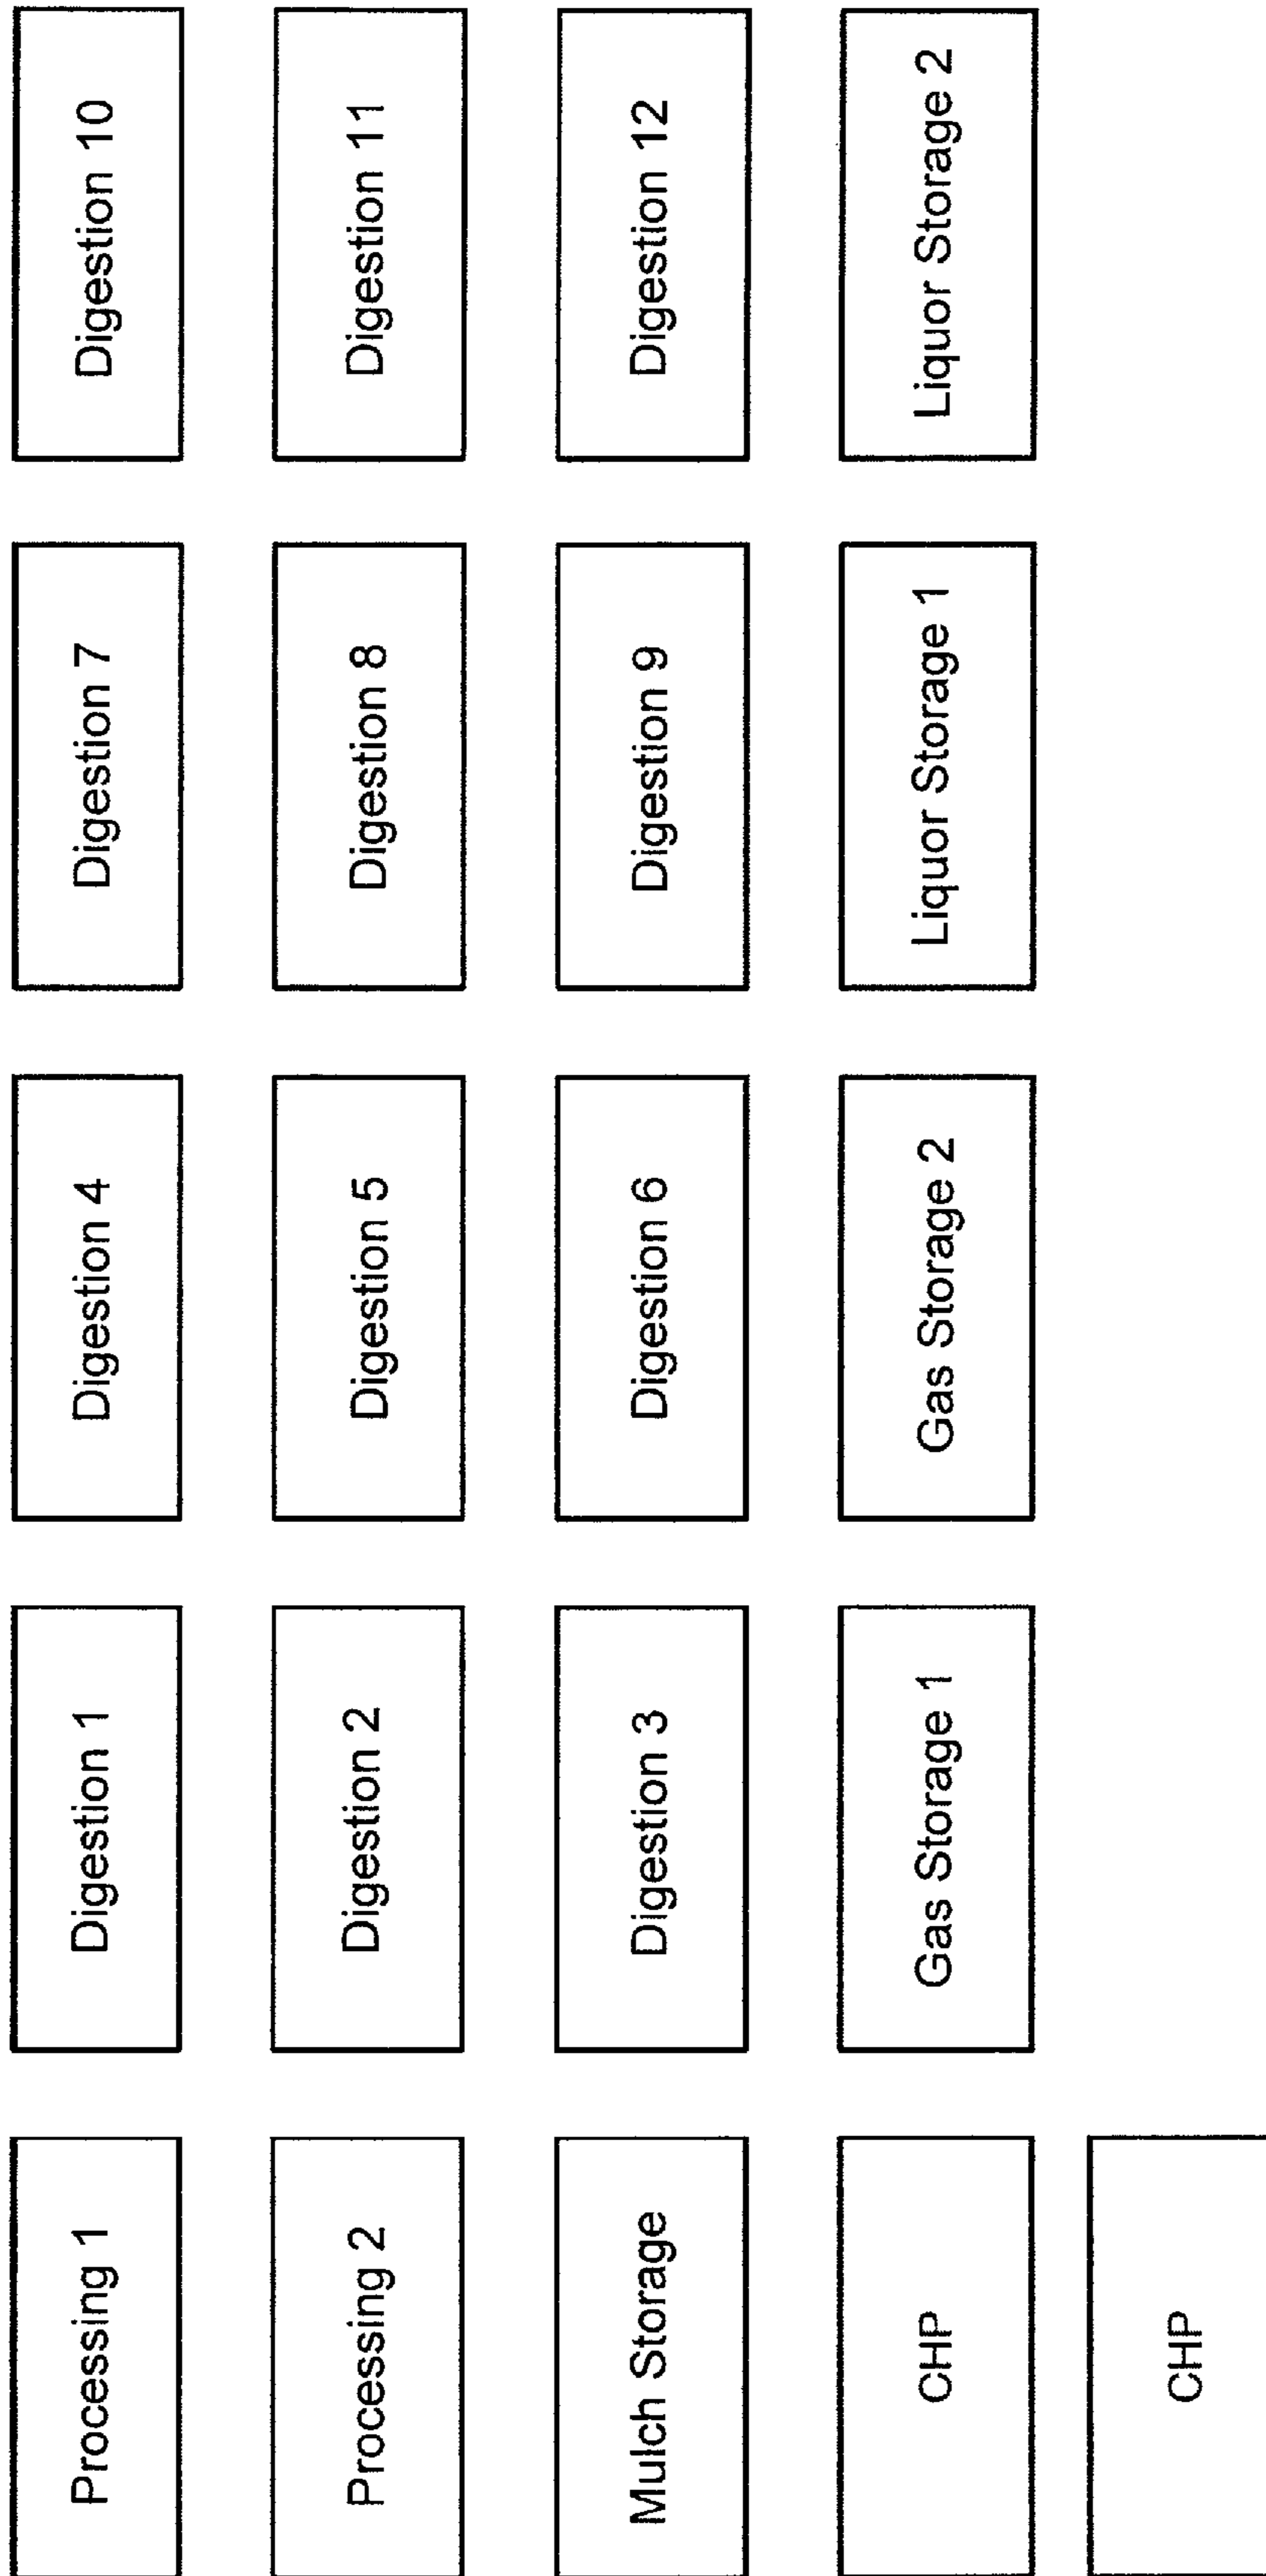 Processing 1
Digestion 1
Digestion 4
Digestion 7
Digestion 10
Processing 2
Digestion 2
Digestion 5
Digestion 8
Digestion 11
Mulch Storage
Digestion 3
Digestion 6
Digestion 9
Digestion 12
CHP
Gas Storage 1
Gas Storage 2
Liquor Storage 1
Liquor Storage 2
CHP